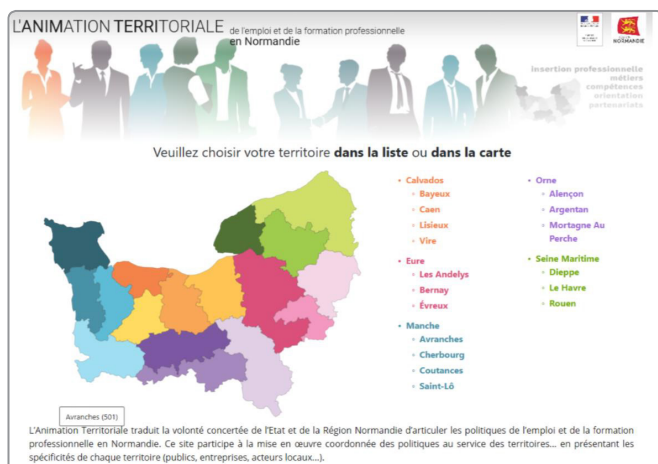 L'ANIMATION TERRITORIALE de l'emploi et de la formation professionnelle
en Normandie
NORMANDIE
insertion professionnelle
métiers
compétences
orientation
partenariats
Veuillez choisir votre territoire dans la liste ou dans la carte
Calvados
Bayeux
Caen
Lisieux
Vire
Eure
Les Andelys
Bernay
Évreux
Manche
Avranches
Cherbourg
Coutances
Saint-Lô
Orne
Alençon
Argentan
Mortagne Au
Perche
Seine Maritime
Dieppe
Le Havre
Rouen
Avranches (501)
L'Animation Territoriale traduit la volonté concertée de l'Etat et de la Région Normandie d'articuler les politiques de l'emploi et de la formation
professionnelle en Normandie. Ce site participe à la mise en œuvre coordonnée des politiques au service des territoires... en présentant les
spécificités de chaque territoire (publics, entreprises, acteurs locaux...).